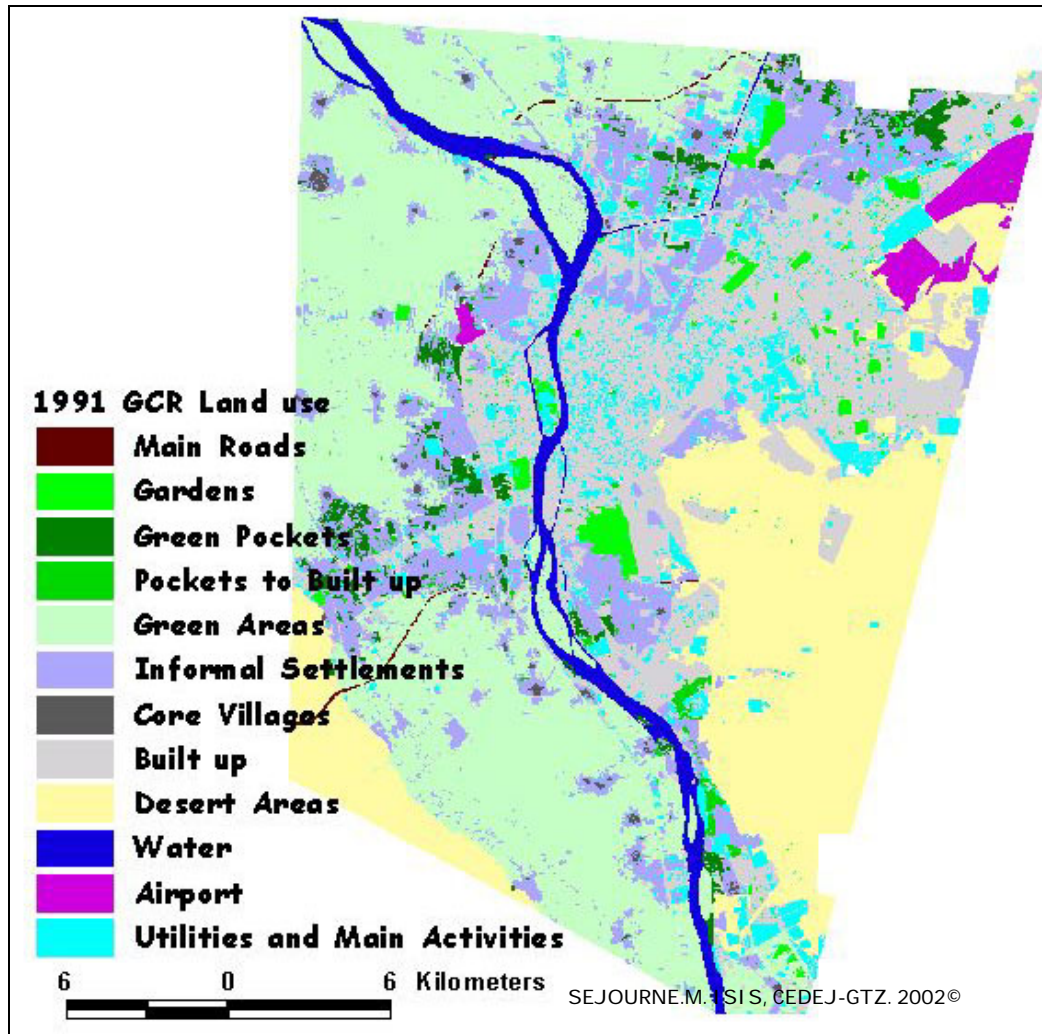 1991 GCR Land use
Main Roads
Gardens
Green Pockets
Pockets to Built up
Green Areas
Informal Settlements
Core Villages
Built up
Desert Areas
Water
Airport
Utilities and Main Activities
6 0 6 Kilometers
SEJOURNE.M. ISIS, CEDEJ-GTZ. 2002©